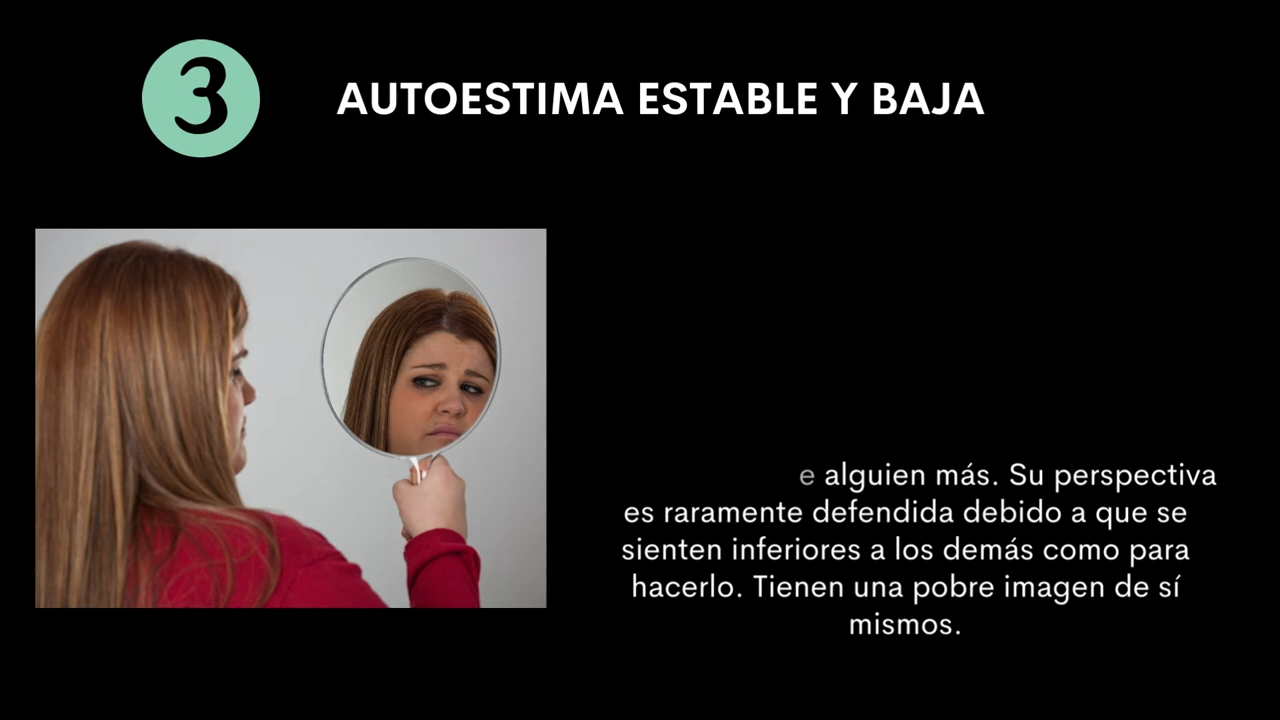 3
AUTOESTIMA ESTABLE Y BAJA
e alguien más. Su perspectiva
es raramente defendida debido a que se
sienten inferiores a los demás como para
hacerlo. Tienen una pobre imagen de sí
mismos.